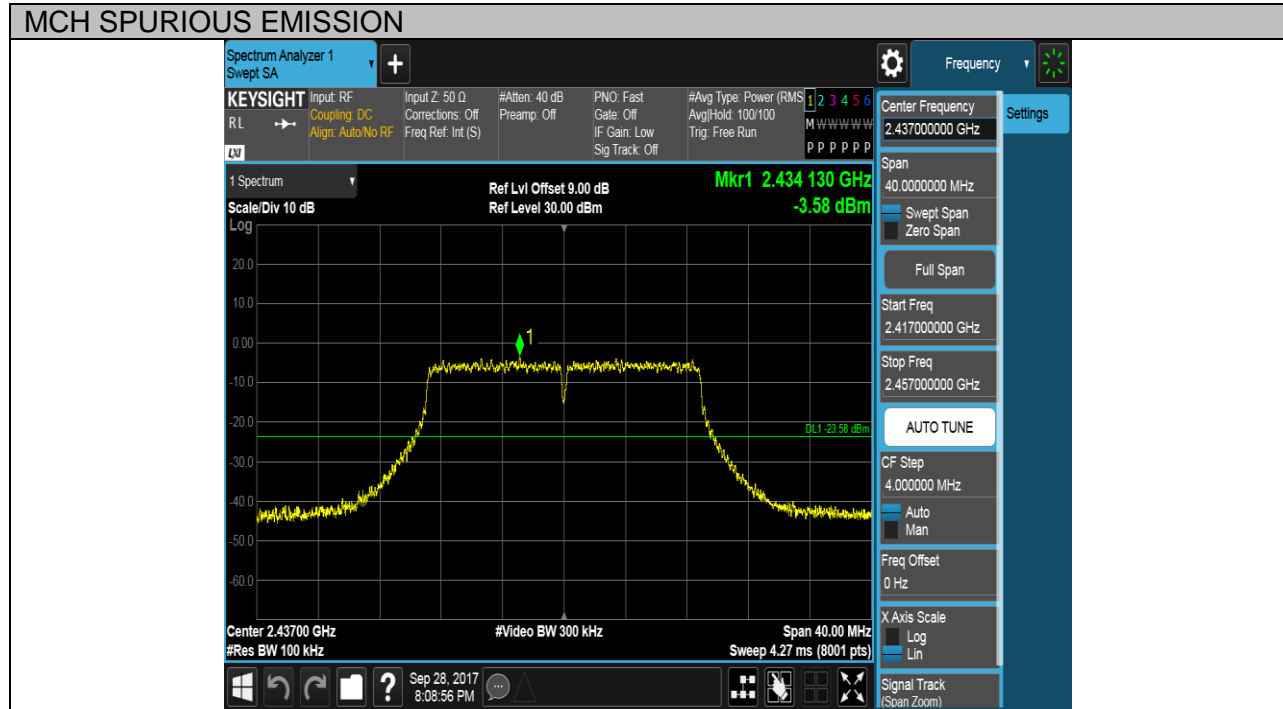 MCH SPURIOUS EMISSION
Spectrum Analyzer 1
Swept SA
+
Frequency
KEYSIGHT
RL
LXI
Input: RF
Coupling: DC
Align: Auto/No RF
Input Z: 50 Ω
Corrections: Off
Freq Ref: Int (S)
#Atten: 40 dB
Preamp: Off
PNO: Fast
Gate: Off
IF Gain: Low
Sig Track: Off
#Avg Type: Power (RMS
Avg|Hold: 100/100
Trig: Free Run
1 2 3 4 5 6
M W W W W W
P P P P P P
1 Spectrum
Scale/Div 10 dB
Ref Lvl Offset 9.00 dB
Ref Level 30.00 dBm
Mkr1 2.434 130 GHz
-3.58 dBm
Log
20.0
10.0
0.00
-10.0
-20.0
-30.0
-40.0
-50.0
-60.0
1
DL1 -23.58 dBm
Center 2.43700 GHz
#Res BW 100 kHz
#Video BW 300 kHz
Span 40.00 MHz
Sweep 4.27 ms (8001 pts)
?
Sep 28, 2017
8:08:56 PM
Center Frequency
2.437000000 GHz
Settings
Span
40.0000000 MHz
Swept Span
Zero Span
Full Span
Start Freq
2.417000000 GHz
Stop Freq
2.457000000 GHz
AUTO TUNE
CF Step
4.000000 MHz
Auto
Man
Freq Offset
0 Hz
X Axis Scale
Log
Lin
Signal Track
(Span Zoom)